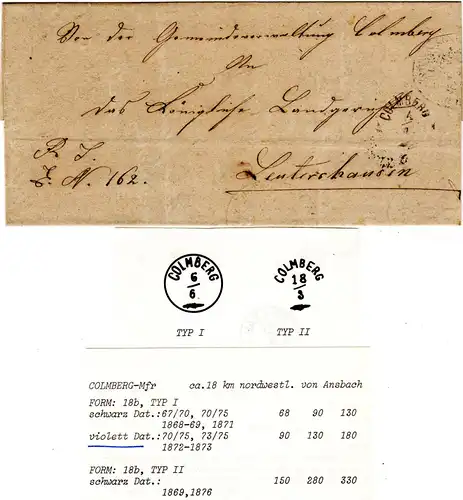 Von der Gemeindeverwaltung Colmberg
An
das Königliche Landgericht
COLMBERG
R. S.
E. N. 162.
Leutershausen
COLMBERG
6
6.
COLMBERG
18
3
TYP I
TYP II
COLMBERG-Mfr ca.18 km nordwestl. von Ansbach
FORM: 18b, TYP I
schwarz Dat.:67/70, 70/75 68 90 130
1868-69, 1871
violett Dat.:70/75, 73/75 90 130 180
1872-1873
FORM: 18b, TYP II
schwarz Dat.: 150 280 330
1869,1876